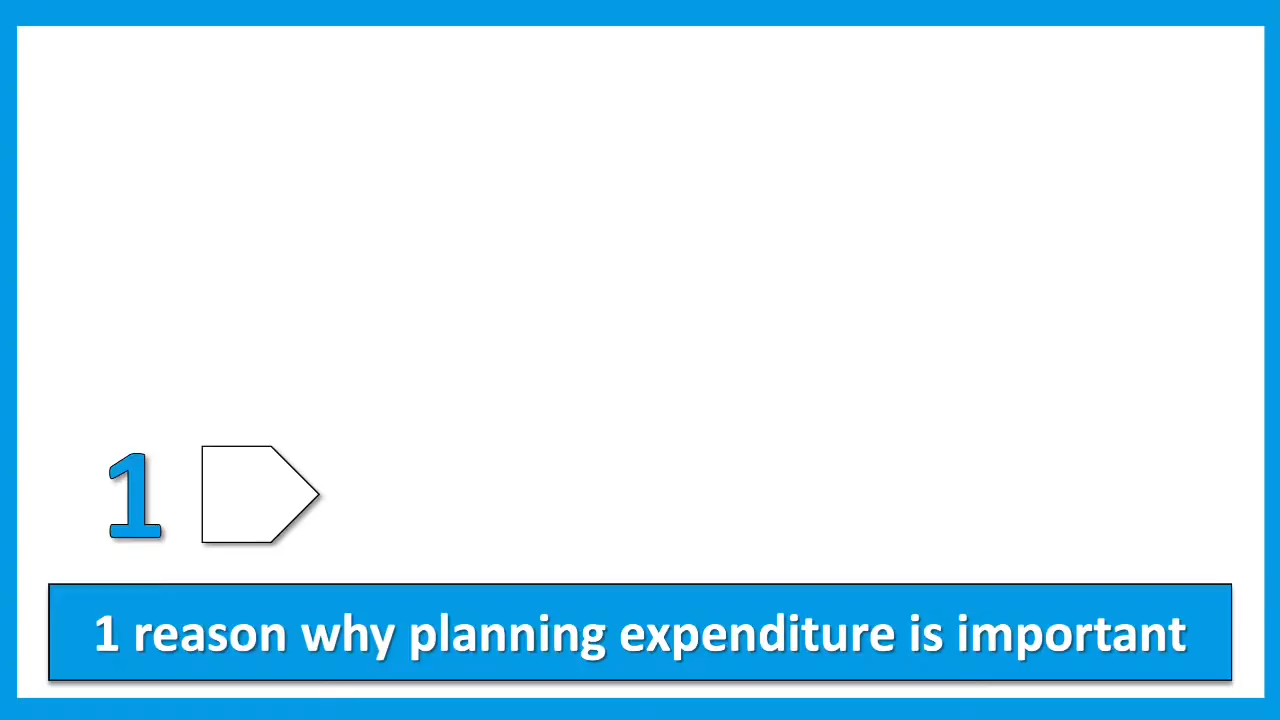 1
1 reason why planning expenditure is important